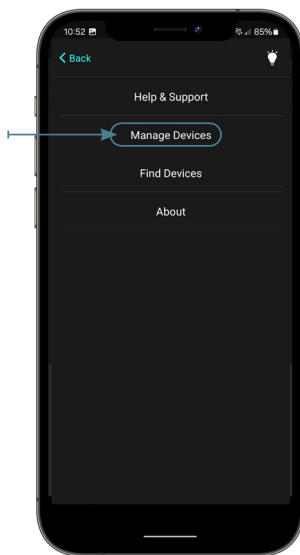 10:52 85%
Back
Help & Support
Manage Devices
Find Devices
About